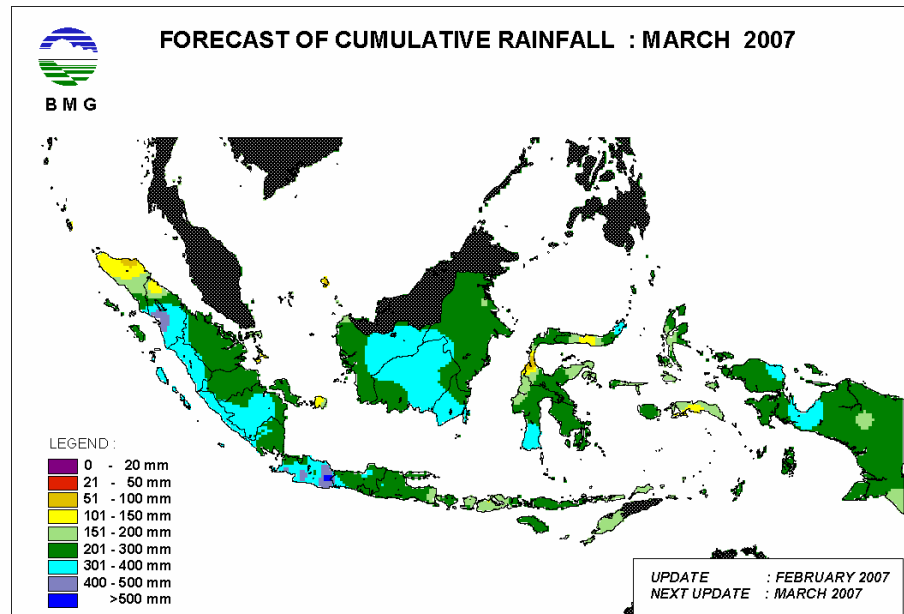 FORECAST OF CUMULATIVE RAINFALL : MARCH 2007
B M G
LEGEND :
0 - 20 mm
21 - 50 mm
51 - 100 mm
101 - 150 mm
151 - 200 mm
201 - 300 mm
301 - 400 mm
400 - 500 mm
>500 mm
UPDATE : FEBRUARY 2007
NEXT UPDATE : MARCH 2007